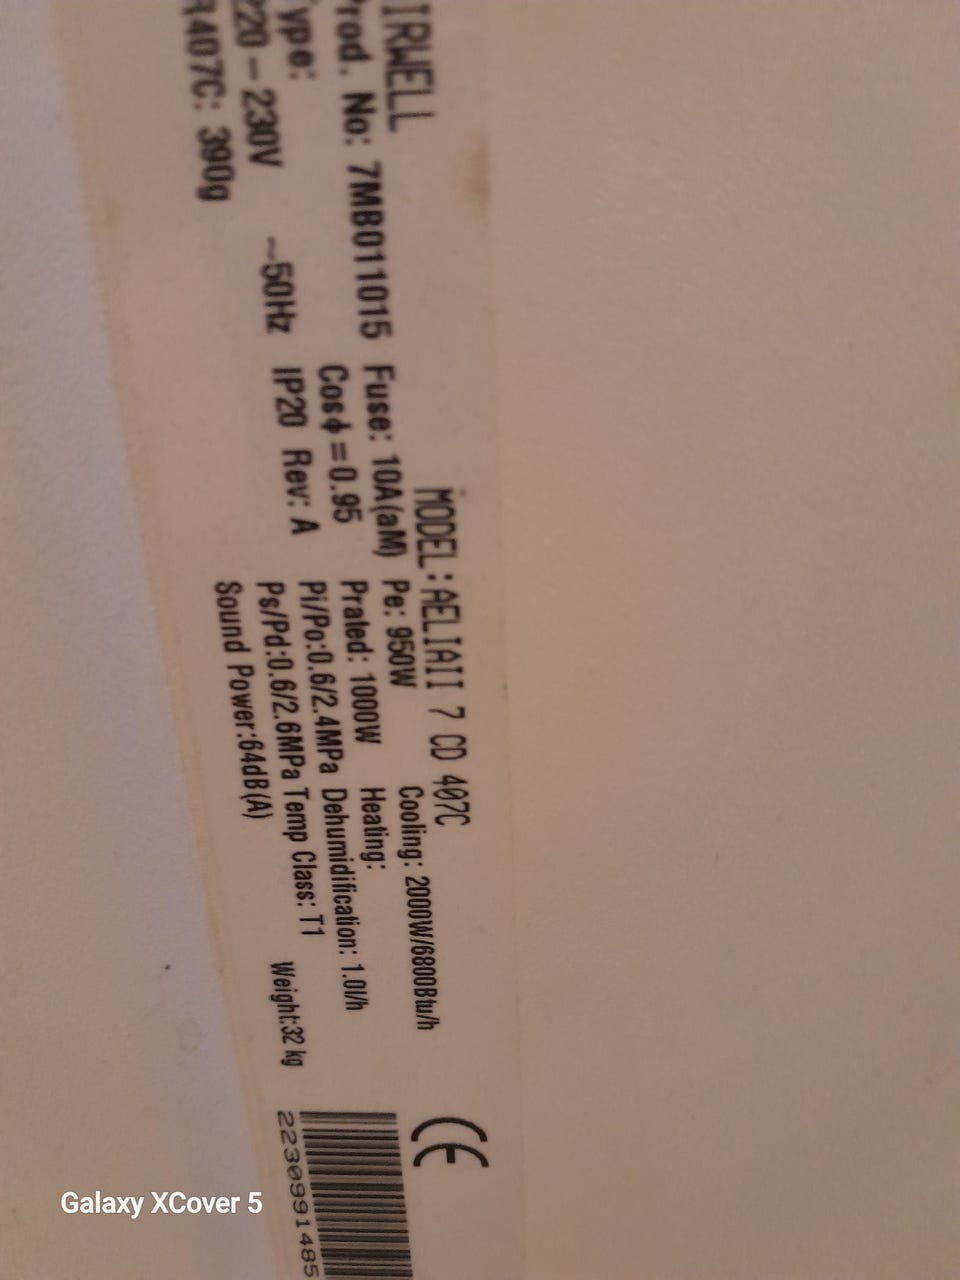 IRWELL
MODEL:AELIAII 7 CD 407C
Prod. No: 7MB011015 Fuse: 10A(aM) Pe: 950W Cooling: 2000W/6800Btu/h
Type: Cosϕ=0.95 Prated: 1000W Heating:
220-230V ~50Hz IP20 Rev: A Pi/Po:0.6/2.4MPa Dehumidification: 1.0l/h
R407C: 390g Ps/Pd:0.6/2.6MPa Temp Class: T1
Sound Power:64dB(A) Weight:32 kg
CE
2230991485
Galaxy XCover 5